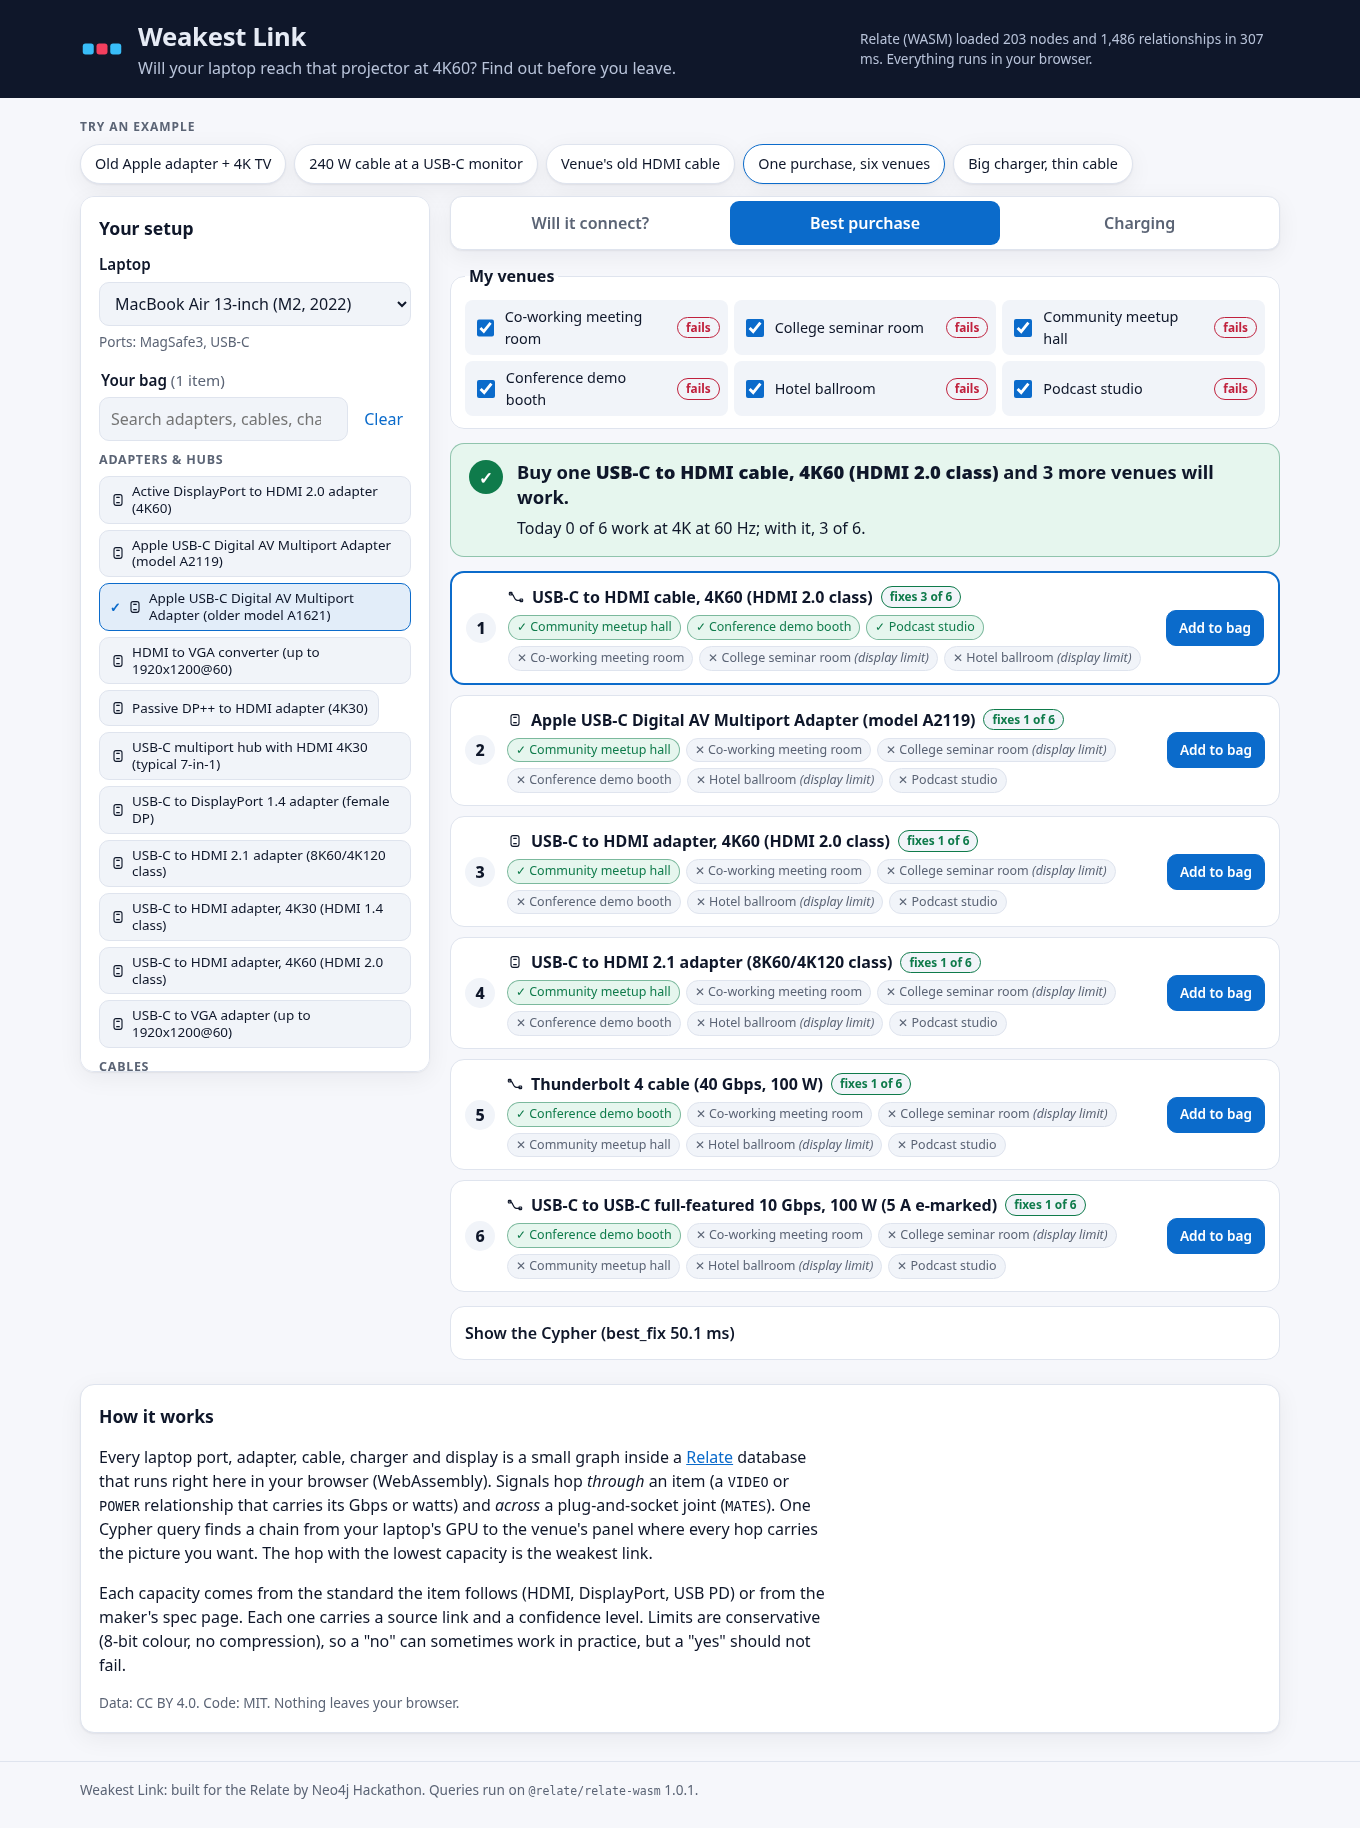 Weakest Link
Will your laptop reach that projector at 4K60? Find out before you leave.
Relate (WASM) loaded 203 nodes and 1,486 relationships in 307
ms. Everything runs in your browser.
TRY AN EXAMPLE
Old Apple adapter + 4K TV
240 W cable at a USB-C monitor
Venue's old HDMI cable
One purchase, six venues
Big charger, thin cable
Your setup
Laptop
MacBook Air 13-inch (M2, 2022)
Ports: MagSafe3, USB-C
Your bag (1 item)
Search adapters, cables, cha
Clear
ADAPTERS & HUBS
Active DisplayPort to HDMI 2.0 adapter
(4K60)
Apple USB-C Digital AV Multiport Adapter
(model A2119)
✓ Apple USB-C Digital AV Multiport
Adapter (older model A1621)
HDMI to VGA converter (up to
1920x1200@60)
Passive DP++ to HDMI adapter (4K30)
USB-C multiport hub with HDMI 4K30
(typical 7-in-1)
USB-C to DisplayPort 1.4 adapter (female
DP)
USB-C to HDMI 2.1 adapter (8K60/4K120
class)
USB-C to HDMI adapter, 4K30 (HDMI 1.4
class)
USB-C to HDMI adapter, 4K60 (HDMI 2.0
class)
USB-C to VGA adapter (up to
1920x1200@60)
CABLES
Will it connect?
Best purchase
Charging
My venues
Co-working meeting
room
fails
College seminar room
fails
Community meetup
hall
fails
Conference demo
booth
fails
Hotel ballroom
fails
Podcast studio
fails
✓
Buy one USB-C to HDMI cable, 4K60 (HDMI 2.0 class) and 3 more venues will
work.
Today 0 of 6 work at 4K at 60 Hz; with it, 3 of 6.
1
USB-C to HDMI cable, 4K60 (HDMI 2.0 class) fixes 3 of 6
✓ Community meetup hall ✓ Conference demo booth ✓ Podcast studio
✕ Co-working meeting room ✕ College seminar room (display limit) ✕ Hotel ballroom (display limit)
Add to bag
2
Apple USB-C Digital AV Multiport Adapter (model A2119) fixes 1 of 6
✓ Community meetup hall ✕ Co-working meeting room ✕ College seminar room (display limit)
✕ Conference demo booth ✕ Hotel ballroom (display limit) ✕ Podcast studio
Add to bag
3
USB-C to HDMI adapter, 4K60 (HDMI 2.0 class) fixes 1 of 6
✓ Community meetup hall ✕ Co-working meeting room ✕ College seminar room (display limit)
✕ Conference demo booth ✕ Hotel ballroom (display limit) ✕ Podcast studio
Add to bag
4
USB-C to HDMI 2.1 adapter (8K60/4K120 class) fixes 1 of 6
✓ Community meetup hall ✕ Co-working meeting room ✕ College seminar room (display limit)
✕ Conference demo booth ✕ Hotel ballroom (display limit) ✕ Podcast studio
Add to bag
5
Thunderbolt 4 cable (40 Gbps, 100 W) fixes 1 of 6
✓ Conference demo booth ✕ Co-working meeting room ✕ College seminar room (display limit)
✕ Community meetup hall ✕ Hotel ballroom (display limit) ✕ Podcast studio
Add to bag
6
USB-C to USB-C full-featured 10 Gbps, 100 W (5 A e-marked) fixes 1 of 6
✓ Conference demo booth ✕ Co-working meeting room ✕ College seminar room (display limit)
✕ Community meetup hall ✕ Hotel ballroom (display limit) ✕ Podcast studio
Add to bag
Show the Cypher (best_fix 50.1 ms)
How it works
Every laptop port, adapter, cable, charger and display is a small graph inside a Relate database
that runs right here in your browser (WebAssembly). Signals hop through an item (a VIDEO or
POWER relationship that carries its Gbps or watts) and across a plug-and-socket joint (MATES). One
Cypher query finds a chain from your laptop's GPU to the venue's panel where every hop carries
the picture you want. The hop with the lowest capacity is the weakest link.
Each capacity comes from the standard the item follows (HDMI, DisplayPort, USB PD) or from the
maker's spec page. Each one carries a source link and a confidence level. Limits are conservative
(8-bit colour, no compression), so a "no" can sometimes work in practice, but a "yes" should not
fail.
Data: CC BY 4.0. Code: MIT. Nothing leaves your browser.
Weakest Link: built for the Relate by Neo4j Hackathon. Queries run on @relate/relate-wasm 1.0.1.